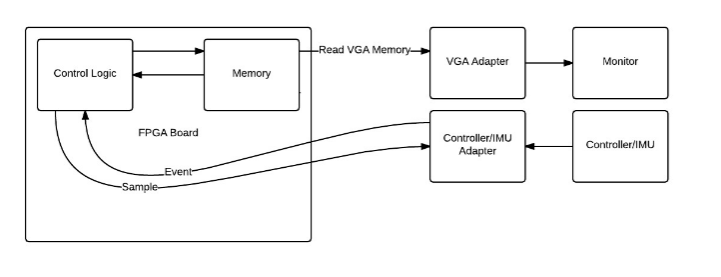 Control Logic
Memory
Read VGA Memory
VGA Adapter
Monitor
FPGA Board
Controller/IMU
Adapter
Controller/IMU
Event
Sample